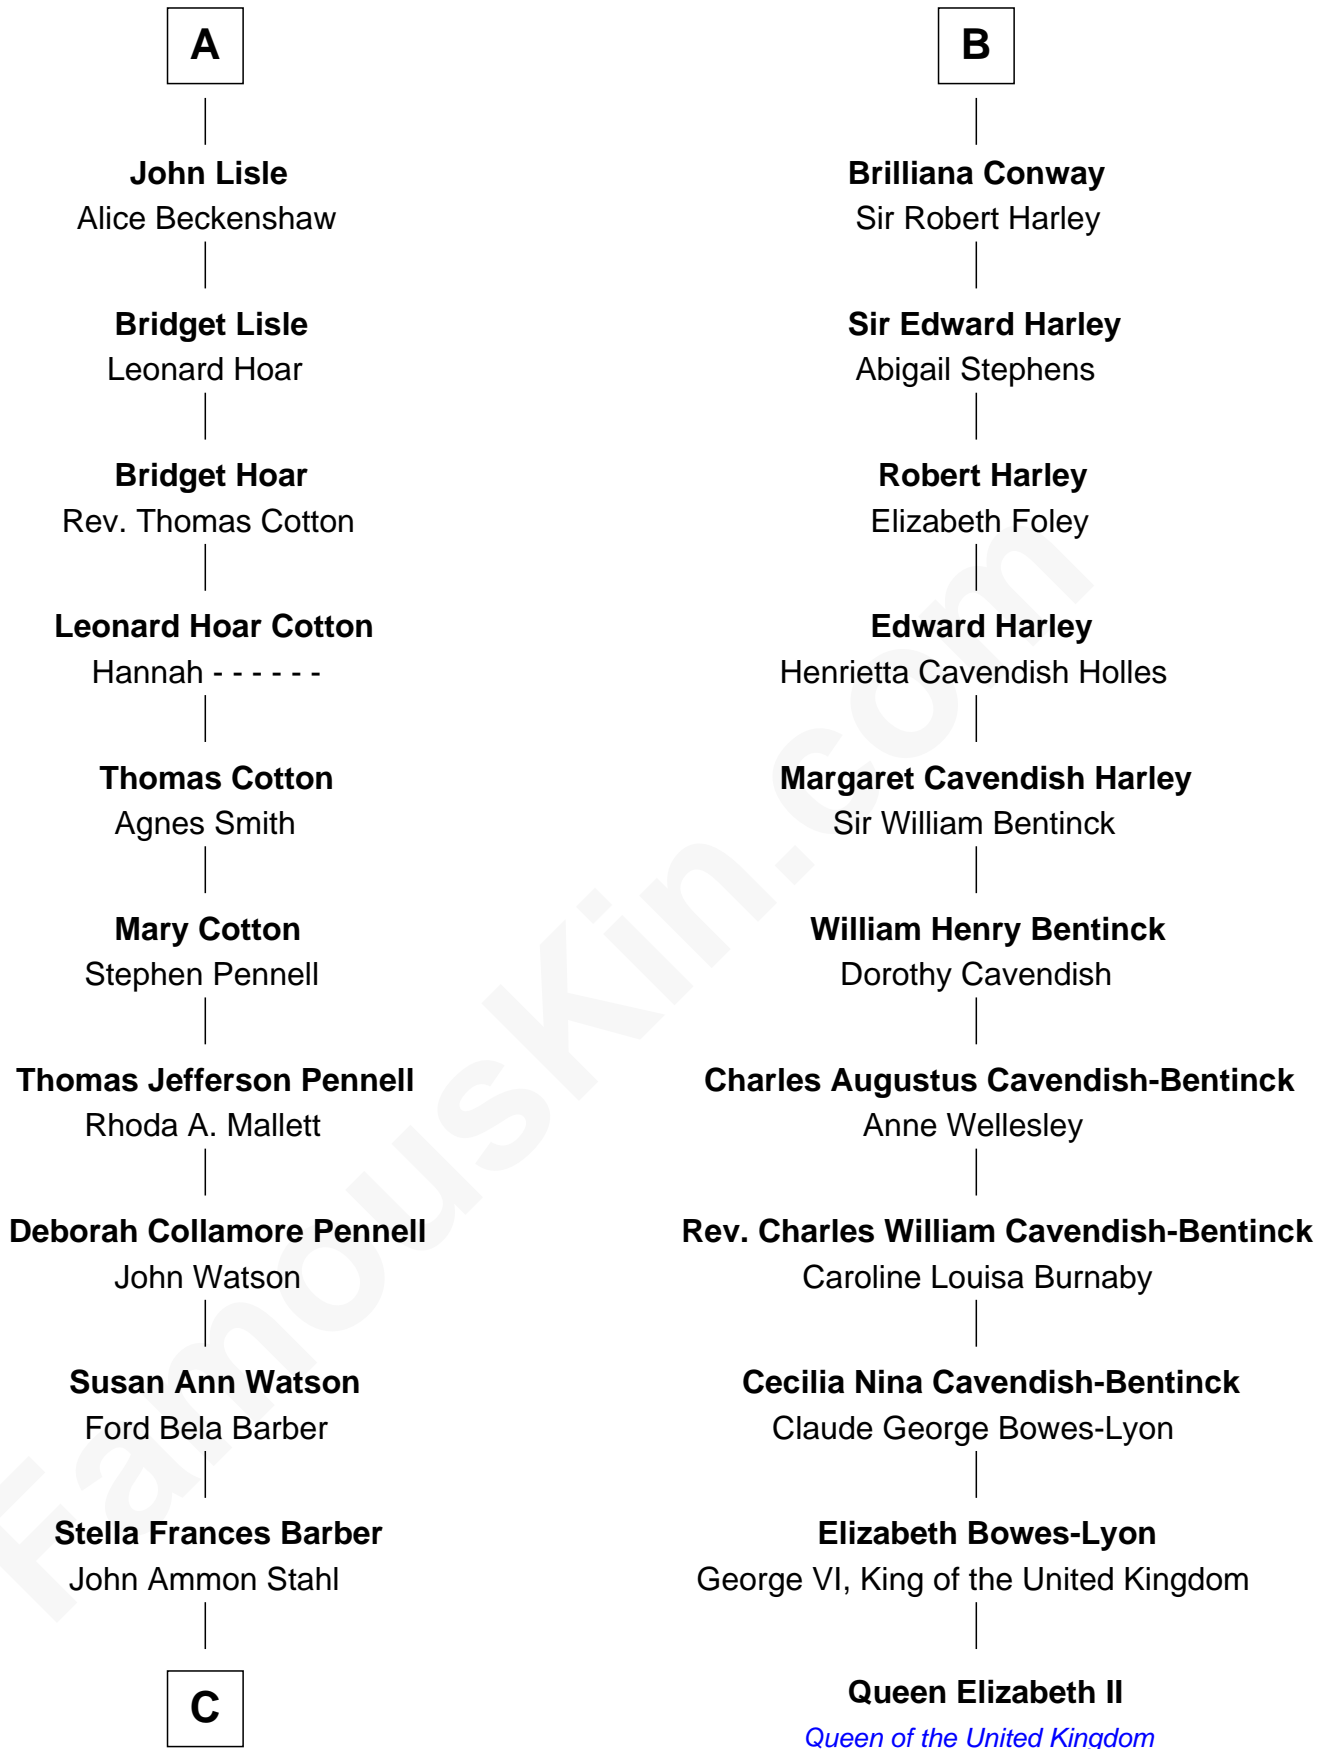 A
John Lisle
Alice Beckenshaw
Bridget Lisle
Leonard Hoar
Bridget Hoar
Rev. Thomas Cotton
Leonard Hoar Cotton
Hannah - - - - - -
Thomas Cotton
Agnes Smith
Mary Cotton
Stephen Pennell
Thomas Jefferson Pennell
Rhoda A. Mallett
Deborah Collamore Pennell
John Watson
Susan Ann Watson
Ford Bela Barber
Stella Frances Barber
John Ammon Stahl
C
B
Brilliana Conway
Sir Robert Harley
Sir Edward Harley
Abigail Stephens
Robert Harley
Elizabeth Foley
Edward Harley
Henrietta Cavendish Holles
Margaret Cavendish Harley
Sir William Bentinck
William Henry Bentinck
Dorothy Cavendish
Charles Augustus Cavendish-Bentinck
Anne Wellesley
Rev. Charles William Cavendish-Bentinck
Caroline Louisa Burnaby
Cecilia Nina Cavendish-Bentinck
Claude George Bowes-Lyon
Elizabeth Bowes-Lyon
George VI, King of the United Kingdom
Queen Elizabeth II
Queen of the United Kingdom
FamousKin.com